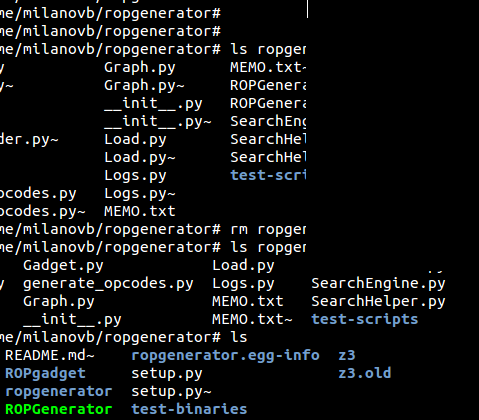 me/milanovb/ropgenerator#
me/milanovb/ropgenerator#
me/milanovb/ropgenerator# ls ropgen
y Graph.py MEMO.txt~
y~ Graph.py~ ROPGenera
__init__.py ROPGenera
__init__.py~ SearchEng
der.py~ Load.py SearchHel
Load.py~ SearchHel
Logs.py test-scri
pcodes.py Logs.py~
pcodes.py~ MEMO.txt
me/milanovb/ropgenerator# rm ropgen
me/milanovb/ropgenerator# ls ropgen
Gadget.py Load.py .py
y generate_opcodes.py Logs.py SearchEngine.py
Graph.py MEMO.txt SearchHelper.py
__init__.py MEMO.txt~ test-scripts
me/milanovb/ropgenerator# ls
README.md~ ropgenerator.egg-info z3
ROPgadget setup.py z3.old
ropgenerator setup.py~
ROPGenerator test-binaries